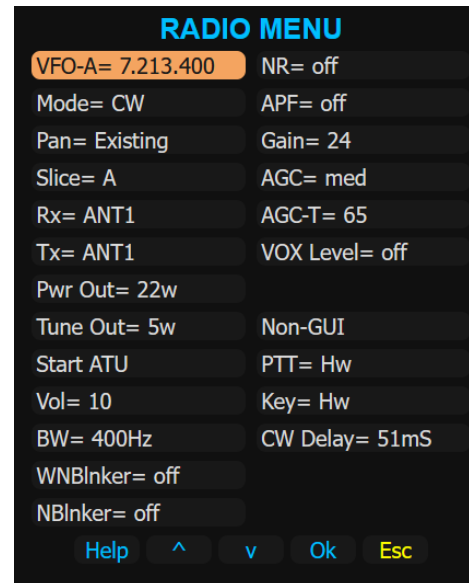 RADIO MENU
VFO-A= 7.213.400
Mode= CW
Pan= Existing
Slice= A
Rx= ANT1
Tx= ANT1
Pwr Out= 22w
Tune Out= 5w
Start ATU
Vol= 10
BW= 400Hz
WNBlnker= off
NBlnker= off
NR= off
APF= off
Gain= 24
AGC= med
AGC-T= 65
VOX Level= off
Non-GUI
PTT= Hw
Key= Hw
CW Delay= 51mS
Help ^ v Ok Esc